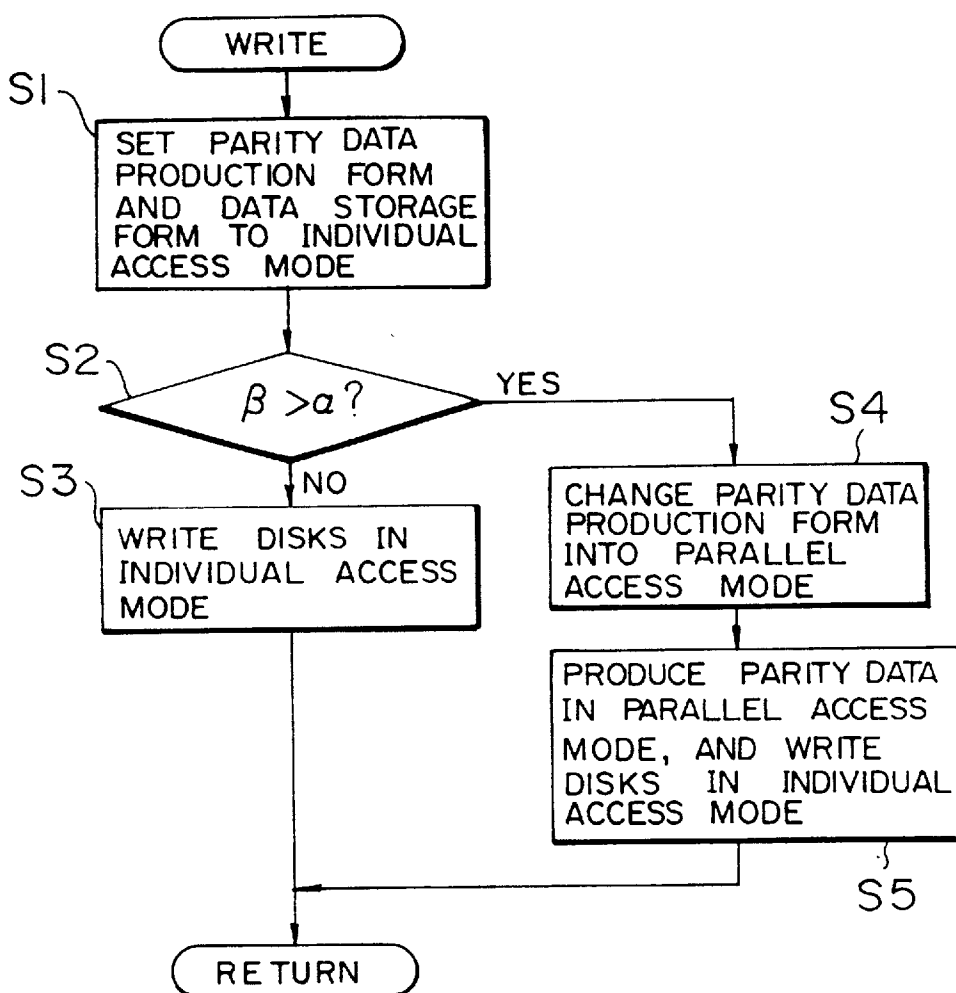 WRITE
S1
SET PARITY DATA
PRODUCTION FORM
AND DATA STORAGE
FORM TO INDIVIDUAL
ACCESS MODE
S2
β >α?
YES
NO
S3
WRITE DISKS IN
INDIVIDUAL ACCESS
MODE
S4
CHANGE PARITY DATA
PRODUCTION FORM
INTO PARALLEL
ACCESS MODE
PRODUCE PARITY DATA
IN PARALLEL ACCESS
MODE, AND WRITE
DISKS IN INDIVIDUAL
ACCESS MODE
S5
RETURN